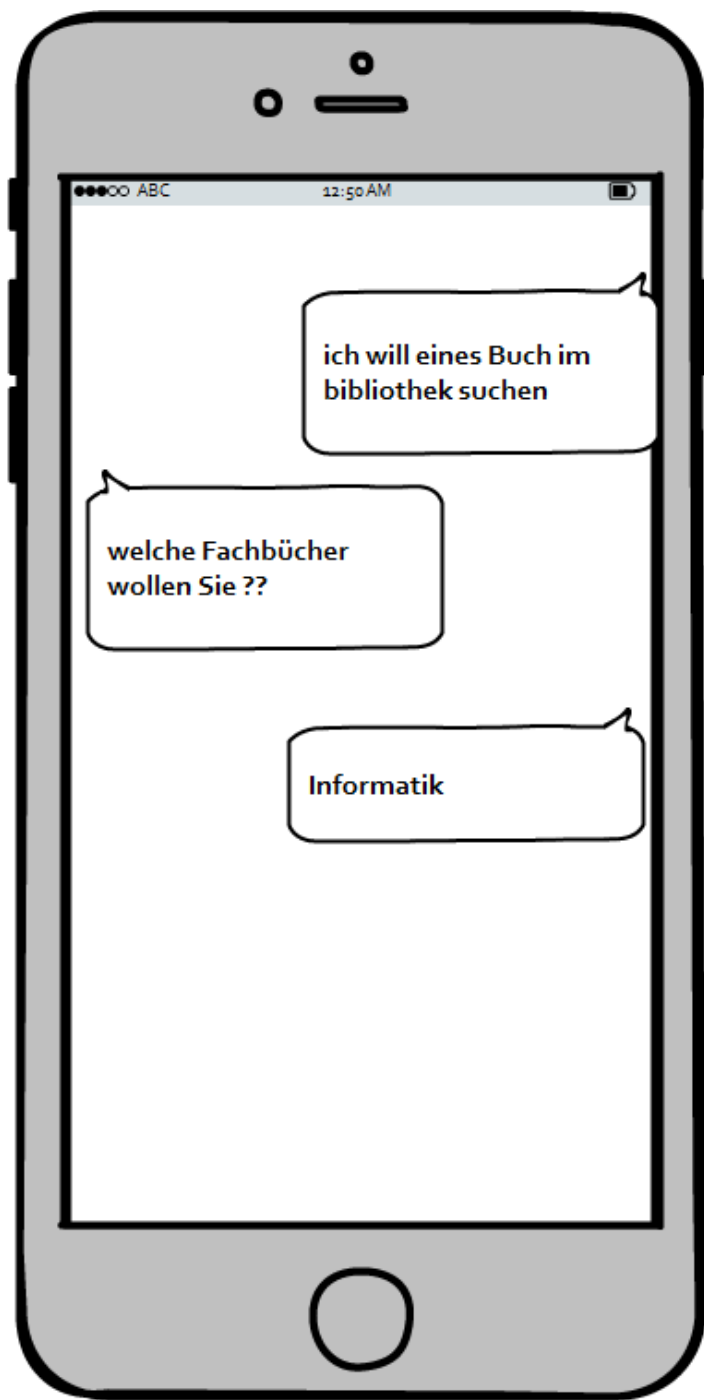 ABC 12:50 AM
ich will eines Buch im
bibliothek suchen
welche Fachbücher
wollen Sie ??
Informatik